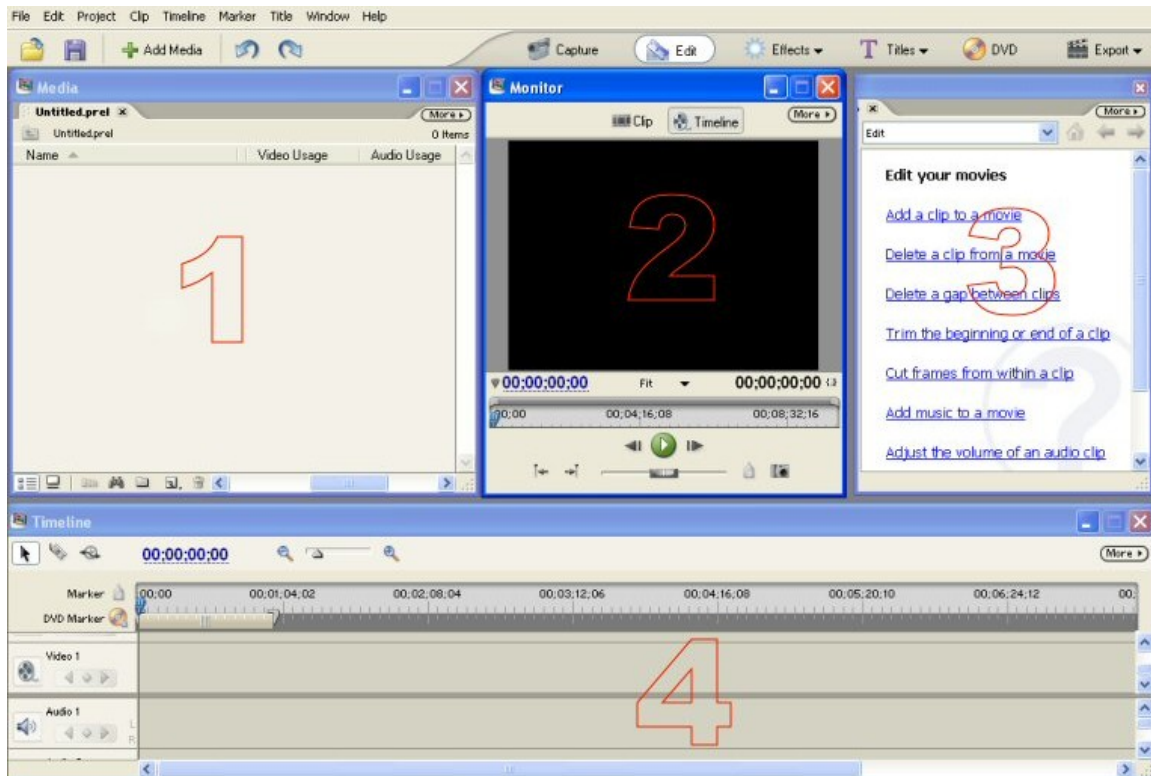 File Edit Project Clip Timeline Marker Title Window Help
Add Media Capture Edit Effects Titles DVD Export
Media
Untitled.prel More
Untitled.prel 0 Items
Name Video Usage Audio Usage
1
Monitor
Clip Timeline More
2
00;00;00;00 Fit 00;00;00;00
00;00 00;04;16;08 00;08;32;16
More
Edit
Edit your movies
Add a clip to a movie
Delete a clip from a movie
Delete a gap between clips
Trim the beginning or end of a clip
Cut frames from within a clip
Add music to a movie
Adjust the volume of an audio clip
3
Timeline
00;00;00;00 More
Marker 00;00 00;01;04;02 00;02;08;04 00;03;12;06 00;04;16;08 00;05;20;10 00;06;24;12 00;
DVD Marker
Video 1
4
Audio 1
L
R